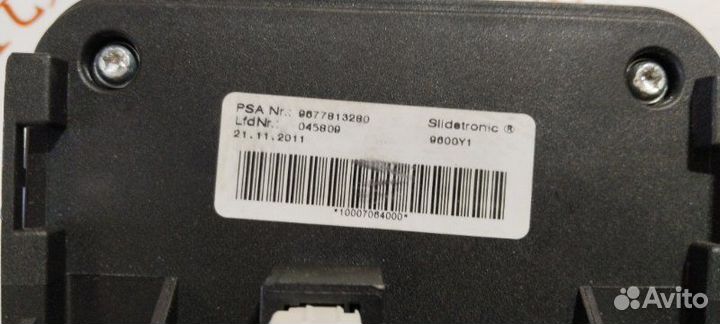 PSA Nr.: 9677813280
LfdNr.: 045809
21.11.2011
Slidetronic ®
9600Y1
*10007064000*
Avito